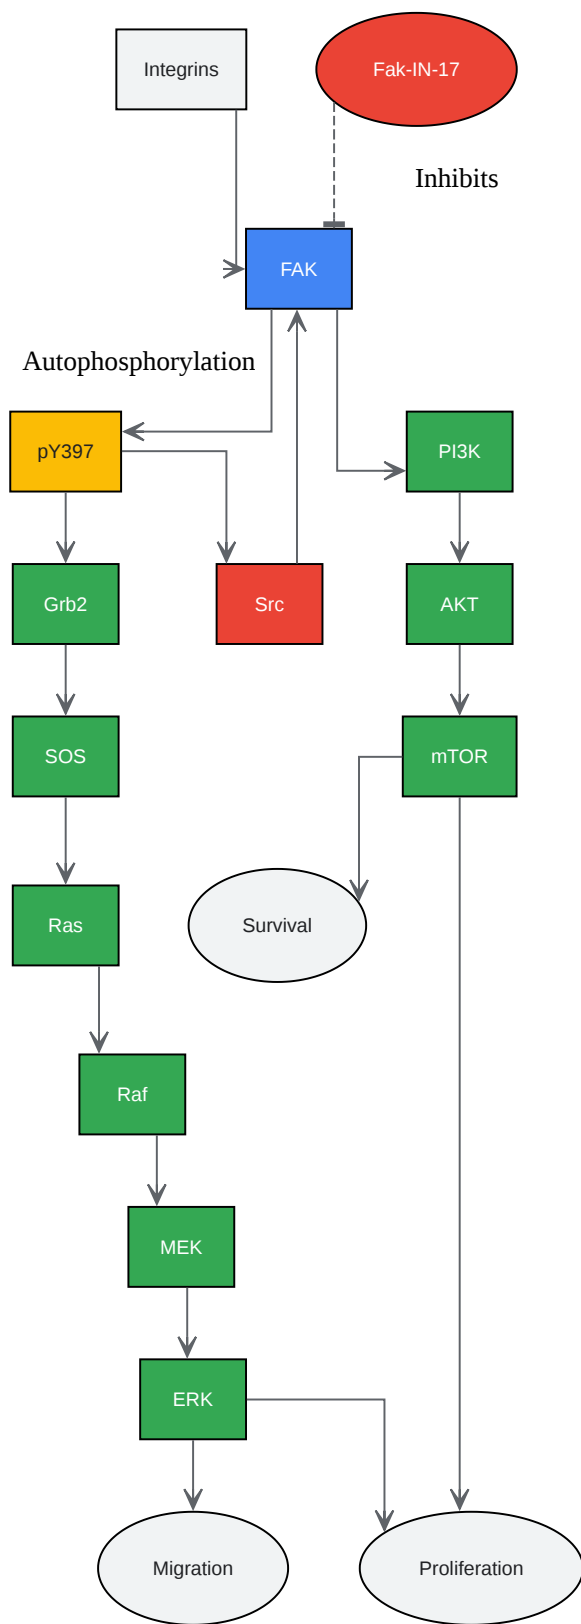 Integrins
Fak-IN-17
Inhibits
FAK
Autophosphorylation
pY397
PI3K
Grb2
Src
AKT
SOS
mTOR
Ras
Survival
Raf
MEK
ERK
Migration
Proliferation